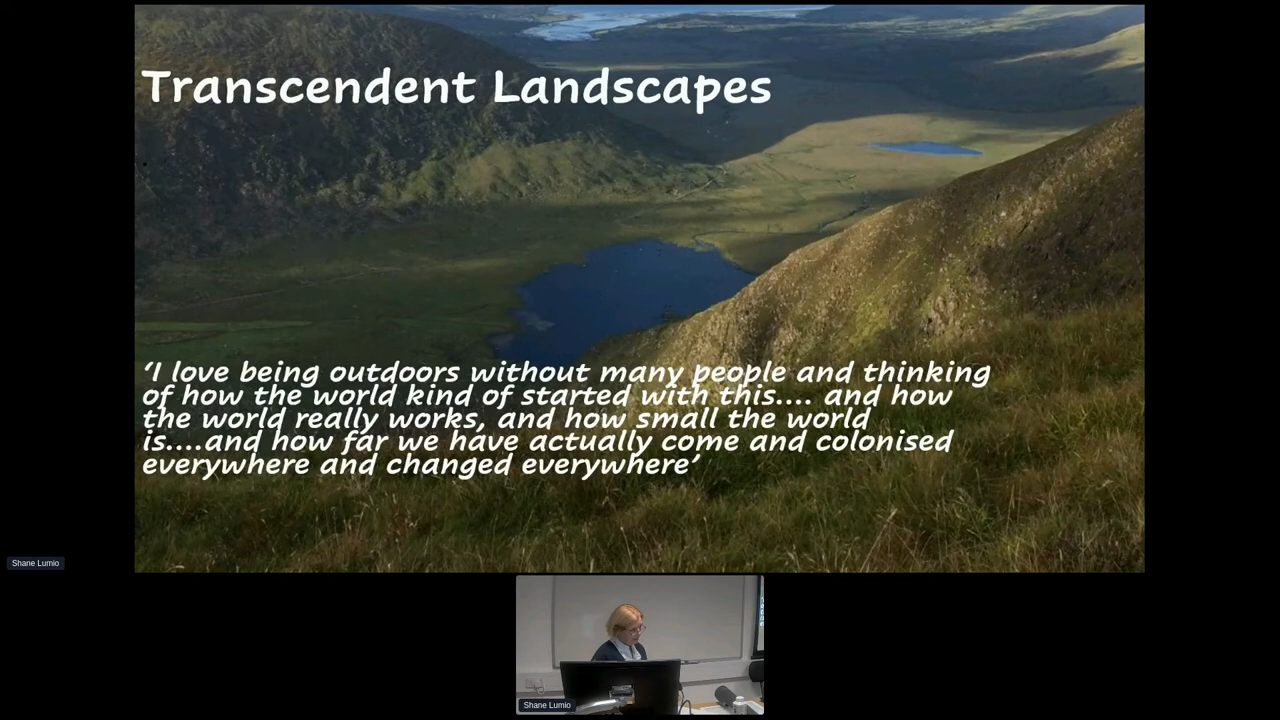 Transcendent Landscapes
‘I love being outdoors without many people and thinking
of how the world kind of started with this.... and how
the world really works, and how small the world
is....and how far we have actually come and colonised
everywhere and changed everywhere’
Shane Lumio
Shane Lumio